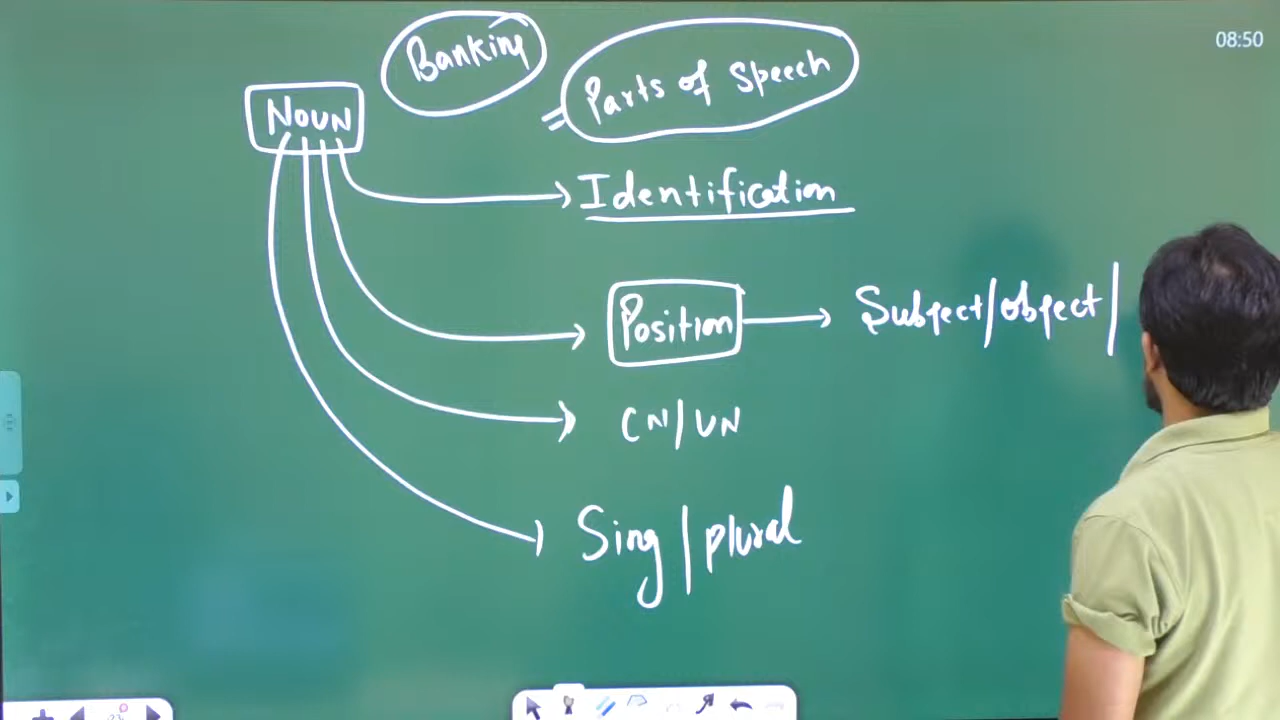 08:50
Banking
Parts of Speech
NOUN
Identification
Position → Subject/object/
CN/UN
Sing/plural